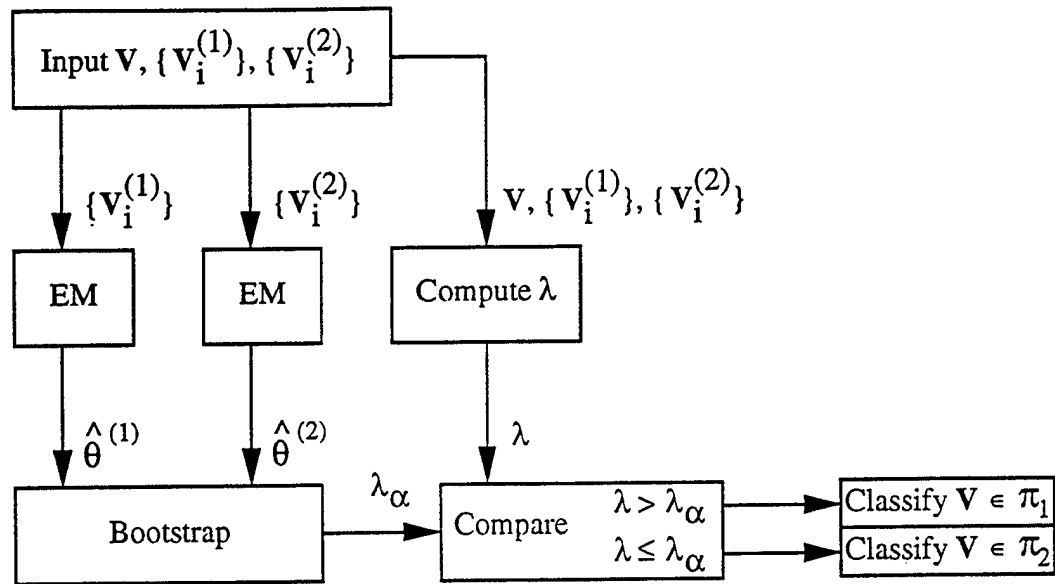 Input V, {V_i^(1)}, {V_i^(2)}
{V_i^(1)}
{V_i^(2)}
V, {V_i^(1)}, {V_i^(2)}
EM
EM
Compute λ
θ̂^(1)
θ̂^(2)
λ
Bootstrap
λ_α
Compare
λ > λ_α
λ ≤ λ_α
Classify V ∈ π_1
Classify V ∈ π_2